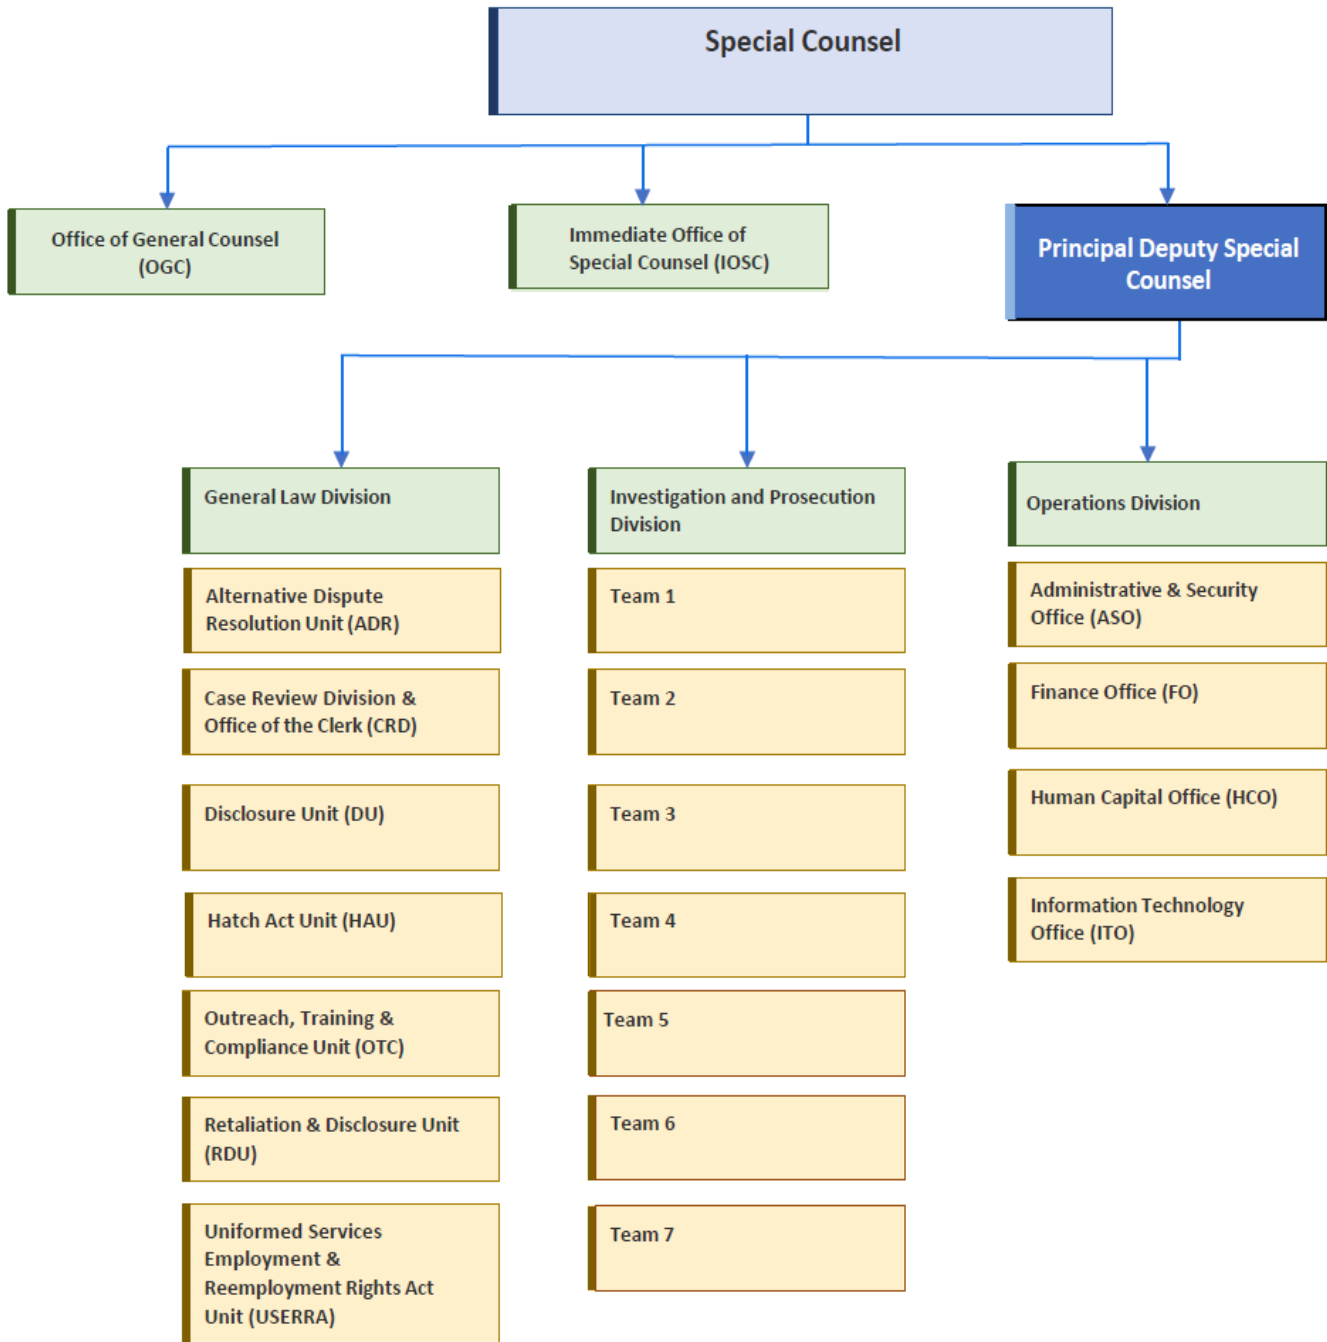 Special Counsel
Office of General Counsel
(OGC)
Immediate Office of
Special Counsel (IOSC)
Principal Deputy Special
Counsel
General Law Division
Alternative Dispute
Resolution Unit (ADR)
Case Review Division &
Office of the Clerk (CRD)
Disclosure Unit (DU)
Hatch Act Unit (HAU)
Outreach, Training &
Compliance Unit (OTC)
Retaliation & Disclosure Unit
(RDU)
Uniformed Services
Employment &
Reemployment Rights Act
Unit (USERRA)
Investigation and Prosecution
Division
Team 1
Team 2
Team 3
Team 4
Team 5
Team 6
Team 7
Operations Division
Administrative & Security
Office (ASO)
Finance Office (FO)
Human Capital Office (HCO)
Information Technology
Office (ITO)